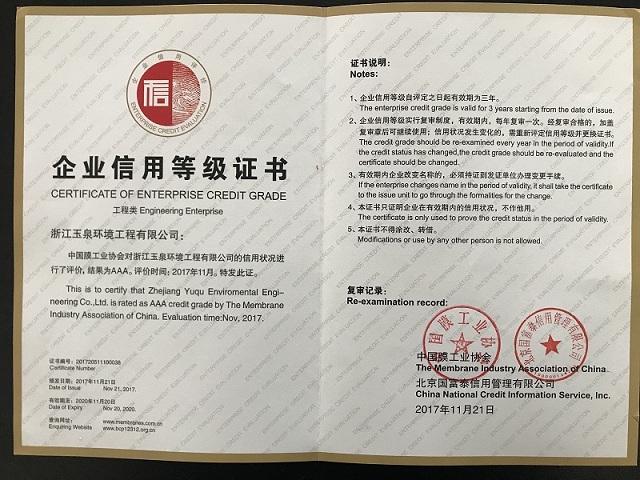 企业信用评价
信
ENTERPRISE CREDIT EVALUATION
企业信用等级证书
CERTIFICATE OF ENTERPRISE CREDIT GRADE
工程类 Engineering Enterprise
浙江玉泉环境工程有限公司：
中国膜工业协会对浙江玉泉环境工程有限公司的信用状况进
行了评价，结果为AAA。评价时间：2017年11月。特发此证。
This is to certify that Zhejiang Yuqu Enviromental Engi-
neering Co.,Ltd. is rated as AAA credit grade by The Membrane
Industry Association of China. Evaluation time:Nov, 2017.
证书编号：201720511100038
Certificate Number
颁发日期：2017年11月21日
Date of Issue Nov 21, 2017.
有效期至：2020年11月20日
Date of Expiry Nov 20, 2020.
查询网址： www.membranes.com.cn
Enquiring Website www.bcp12312.org.cn
证书说明：
Notes:
1、企业信用等级自评定之日起有效期为三年。
The enterprise credit grade is valid for 3 years starting from the date of issue.
2、企业信用等级实行复审制度，有效期内，每年复审一次。经复审合格的，加盖
复审章后可继续使用；信用状况发生变化的，需重新评定信用等级并更换证书。
The credit grade should be re-examined every year in the period of validity.If
the credit status has changed,the credit grade should be re-evaluated and the
certificate should be changed.
3、有效期内企业改变名称的，必须持证到发证单位办理变更手续。
If the enterprise changes name in the period of validity, it shall take the certificate
to the issue unit to go through the formalities for the change.
4、本证书只证明企业在有效期内的信用状况，不作他用。
The certificate is only used to prove the credit status in the period of validity.
5、本证书不得涂改、转借。
Modifications or use by any other person is not allowed.
复审记录：
Re-examination record:
中国膜工业协会
The Membrane Industry Association of China
北京国富泰信用管理有限公司
China National Credit Information Service, Inc.
2017年11月21日